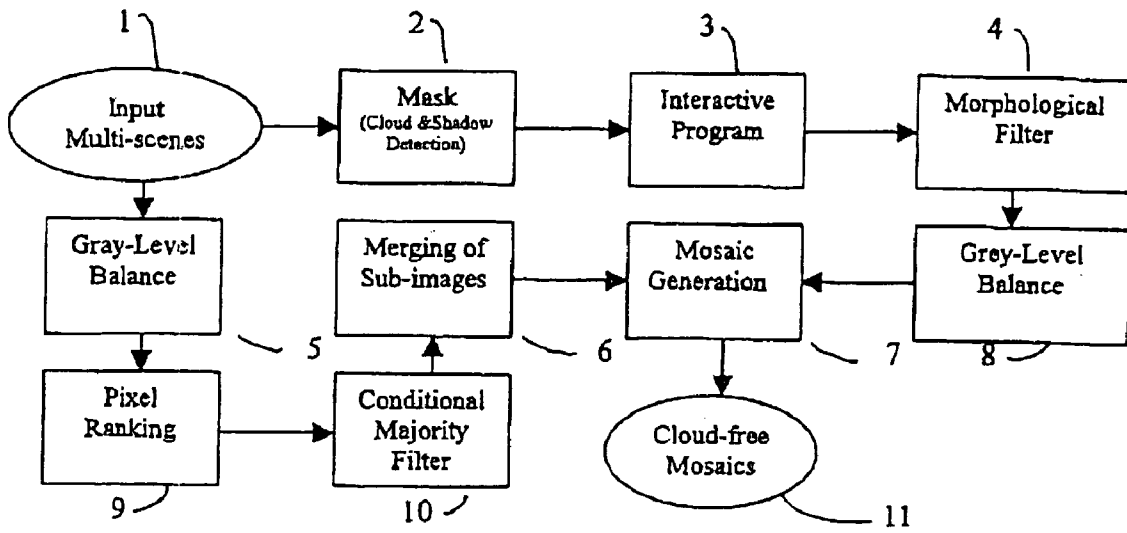 1
2
3
4
Input
Multi-scenes
Mask
(Cloud &Shadow
Detection)
Interactive
Program
Morphological
Filter
Gray-Level
Balance
Merging of
Sub-images
Mosaic
Generation
Grey-Level
Balance
5
6
7
8
Pixel
Ranking
Conditional
Majority
Filter
Cloud-free
Mosaics
9
10
11